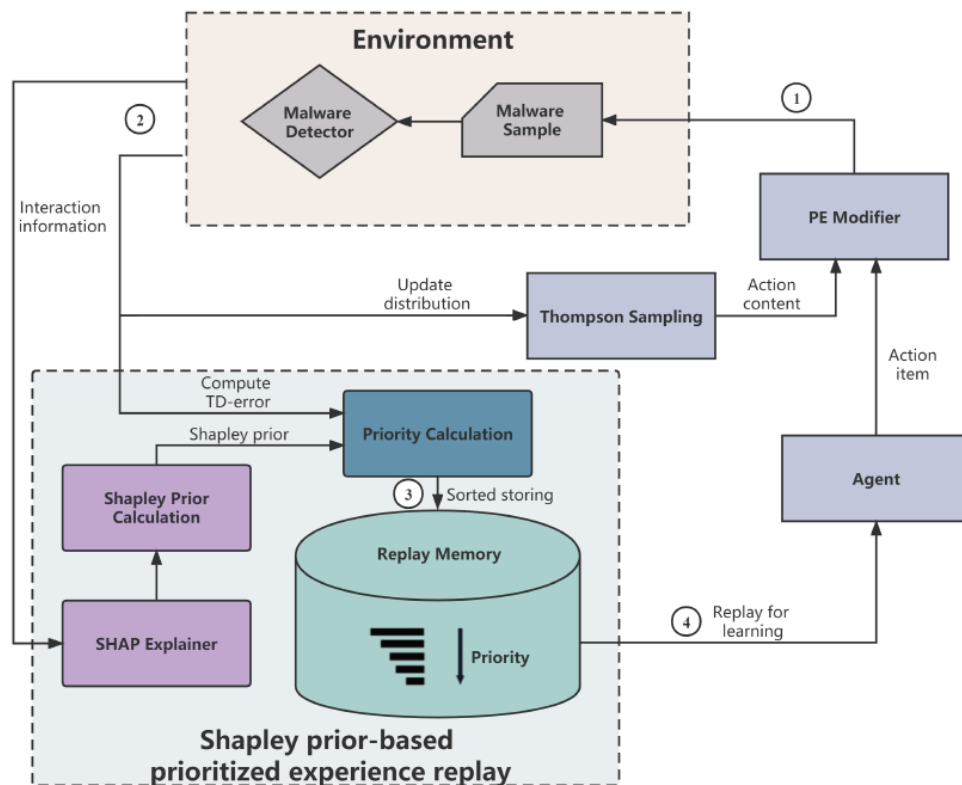 Environment
1
2
Malware
Detector
Malware
Sample
Interaction
information
PE Modifier
Update
distribution
Thompson Sampling
Action
content
Action
item
Compute
TD-error
Shapley prior
Priority Calculation
Shapley Prior
Calculation
3
Sorted storing
Agent
Replay Memory
SHAP Explainer
Priority
4
Replay for
learning
Shapley prior-based
prioritized experience replay